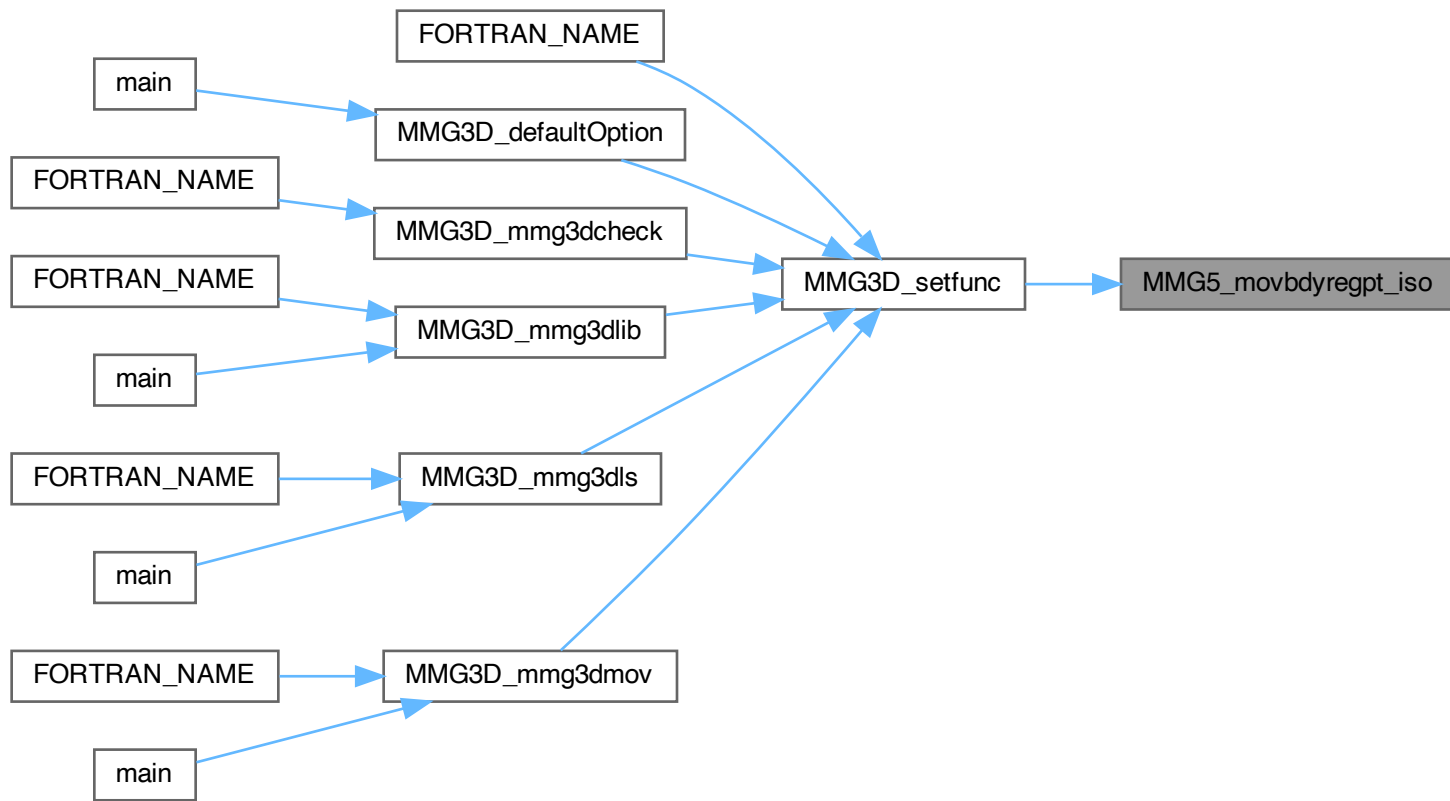 FORTRAN_NAME
main
MMG3D_defaultOption
FORTRAN_NAME
MMG3D_mmg3dcheck
FORTRAN_NAME
MMG3D_setfunc
MMG5_movbdyregpt_iso
MMG3D_mmg3dlib
main
FORTRAN_NAME
MMG3D_mmg3dls
main
FORTRAN_NAME
MMG3D_mmg3dmov
main